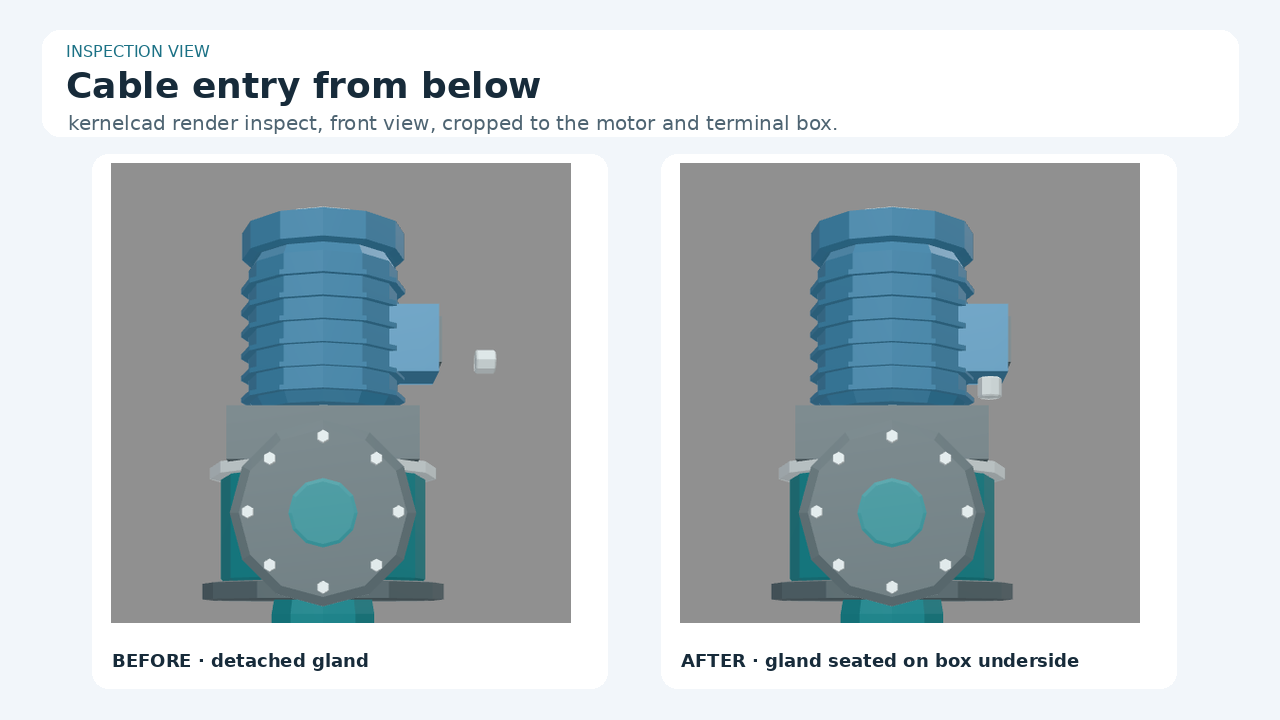 INSPECTION VIEW
Cable entry from below
kernelcad render inspect, front view, cropped to the motor and terminal box.
BEFORE · detached gland
AFTER · gland seated on box underside